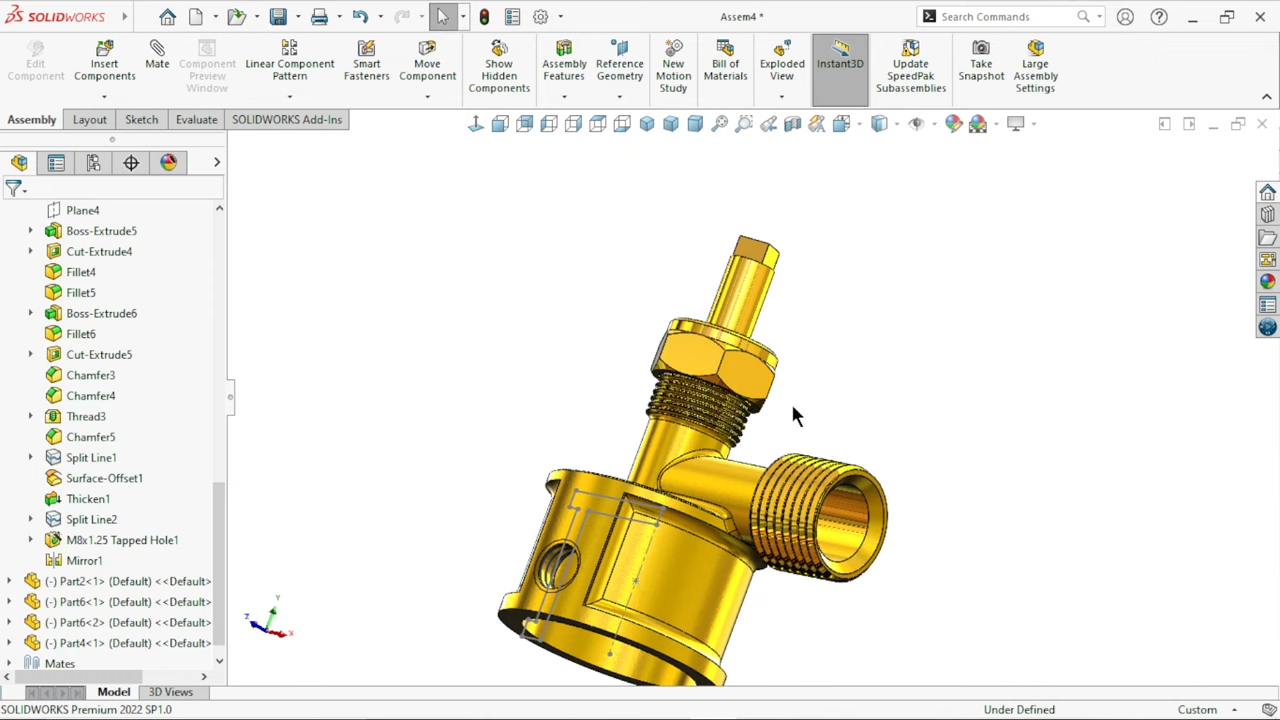 SOLIDWORKS
Assem4 *
Search Commands
Edit Component
Insert Components
Mate
Component Preview Window
Linear Component Pattern
Smart Fasteners
Move Component
Show Hidden Components
Assembly Features
Reference Geometry
New Motion Study
Bill of Materials
Exploded View
Instant3D
Update SpeedPak Subassemblies
Take Snapshot
Large Assembly Settings
Assembly
Layout
Sketch
Evaluate
SOLIDWORKS Add-Ins
Plane4
Boss-Extrude5
Cut-Extrude4
Fillet4
Fillet5
Boss-Extrude6
Fillet6
Cut-Extrude5
Chamfer3
Chamfer4
Thread3
Chamfer5
Split Line1
Surface-Offset1
Thicken1
Split Line2
M8x1.25 Tapped Hole1
Mirror1
(-) Part2<1> (Default) <<Default>
(-) Part6<1> (Default) <<Default>
(-) Part6<2> (Default) <<Default>
(-) Part4<1> (Default) <<Default>
Mates
Y
Z
X
Model
3D Views
SOLIDWORKS Premium 2022 SP1.0
Under Defined
Custom